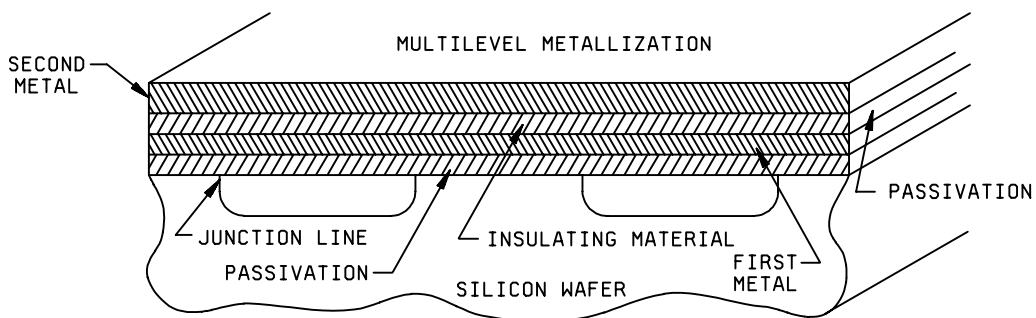 MULTILEVEL METALLIZATION
SECOND
METAL
PASSIVATION
JUNCTION LINE
INSULATING MATERIAL
PASSIVATION
FIRST
METAL
SILICON WAFER